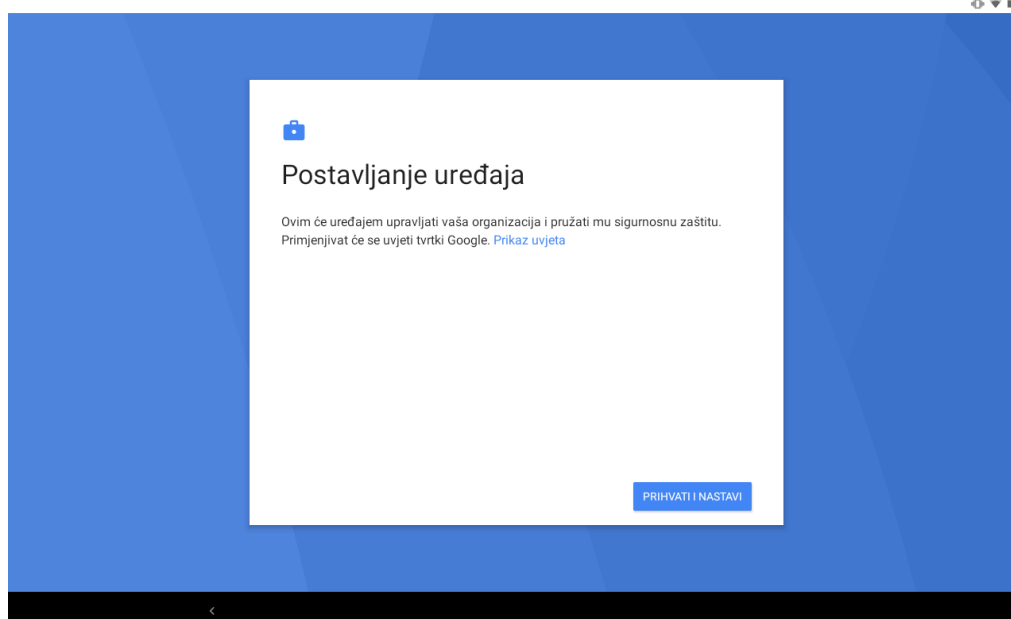 Postavljanje uređaja
Ovim će uređajem upravljati vaša organizacija i pružati mu sigurnosnu zaštitu.
Primjenjivat će se uvjeti tvrtki Google. Prikaz uvjeta
PRIHVATI I NASTAVI